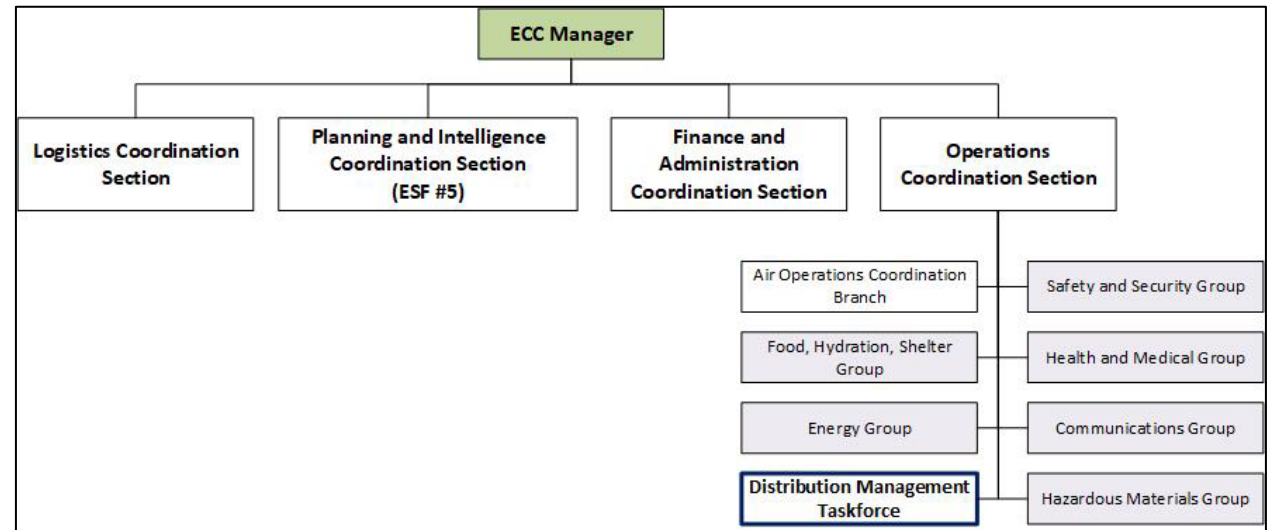 ECC Manager
Logistics Coordination
Section
Planning and Intelligence
Coordination Section
(ESF #5)
Finance and
Administration
Coordination Section
Operations
Coordination Section
Air Operations Coordination
Branch
Safety and Security Group
Food, Hydration, Shelter
Group
Health and Medical Group
Energy Group
Communications Group
Distribution Management
Taskforce
Hazardous Materials Group